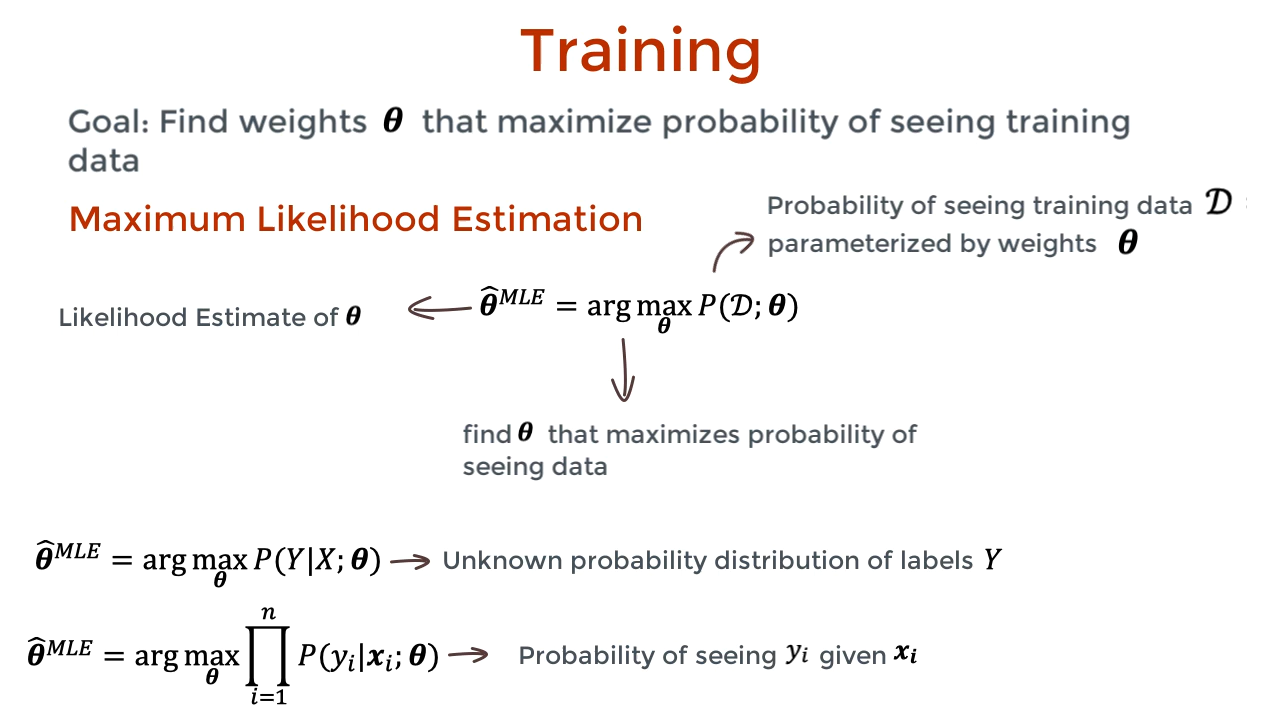 Training
Goal: Find weights θ that maximize probability of seeing training
data
Maximum Likelihood Estimation
Probability of seeing training data 𝒟
parameterized by weights θ
Likelihood Estimate of θ
θ̂^MLE = arg max_θ P(𝒟; θ)
find θ that maximizes probability of
seeing data
θ̂^MLE = arg max_θ P(Y|X; θ) → Unknown probability distribution of labels Y
θ̂^MLE = arg max_θ ∏_{i=1}^{n} P(y_i|x_i; θ) → Probability of seeing y_i given x_i